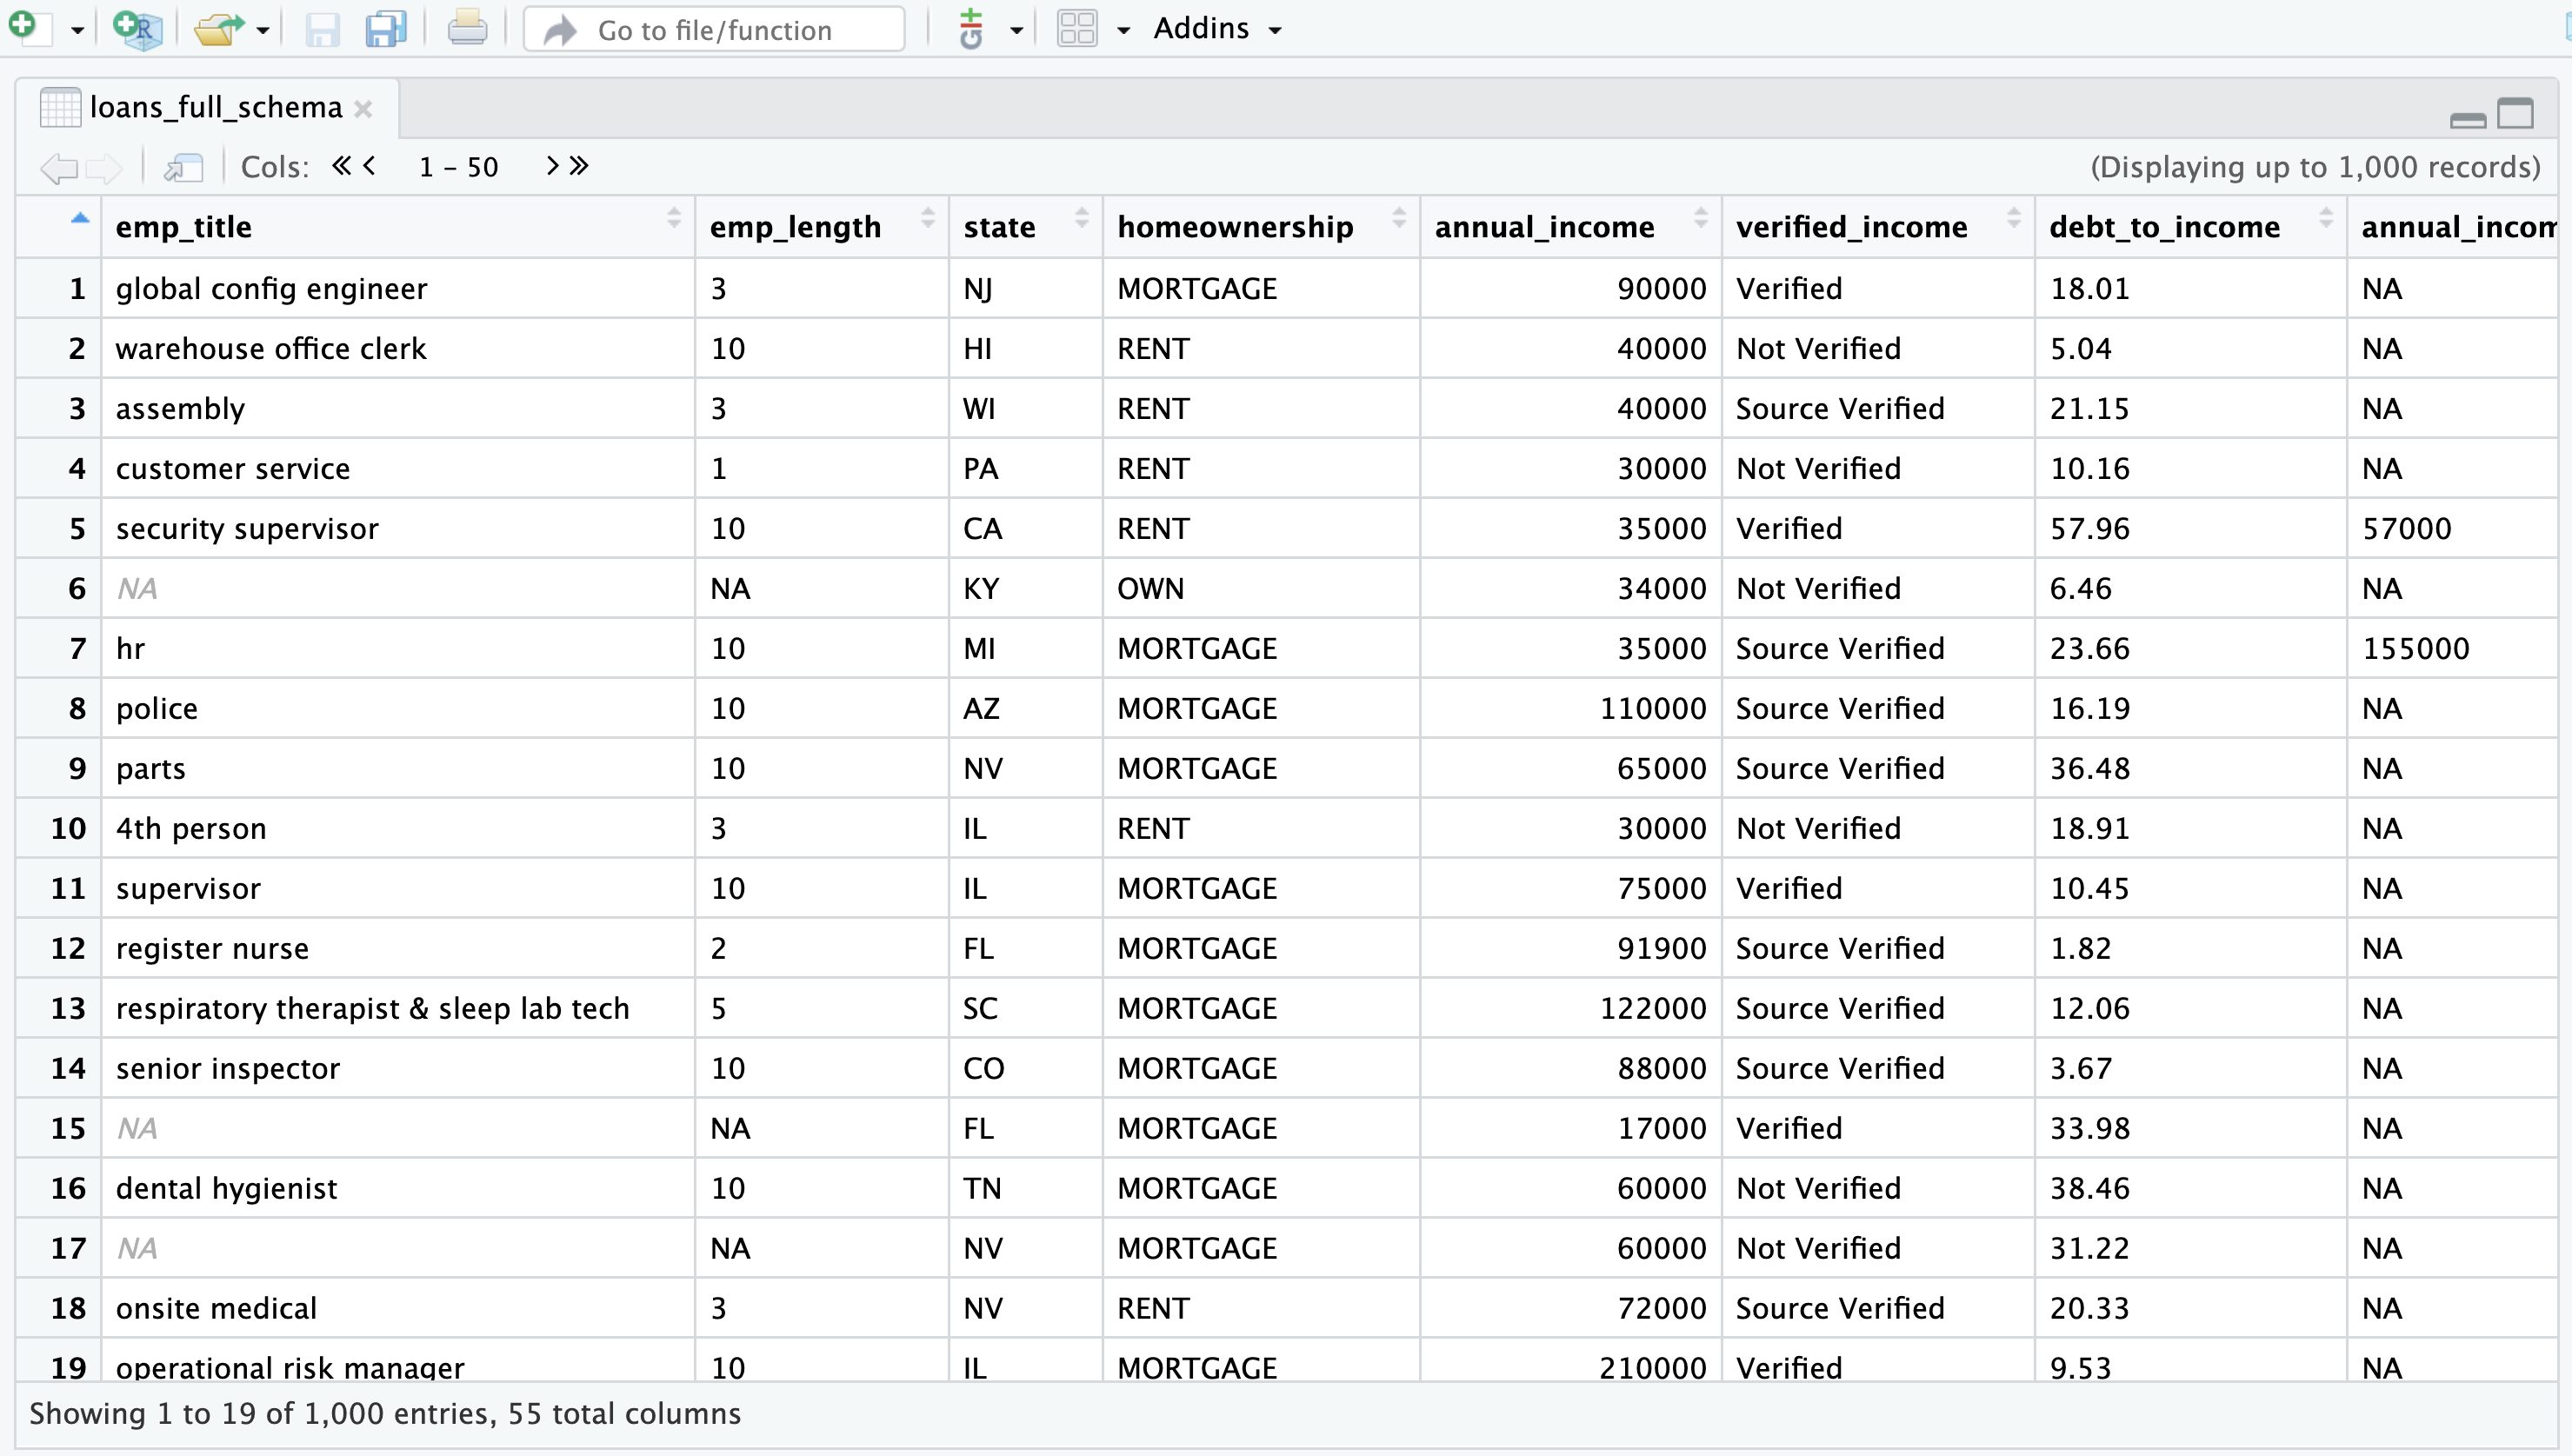 Go to file/function Addins
loans_full_schema
Cols: 1 – 50 (Displaying up to 1,000 records)
emp_title emp_length state homeownership annual_income verified_income debt_to_income annual_incom
1 global config engineer 3 NJ MORTGAGE 90000 Verified 18.01 NA
2 warehouse office clerk 10 HI RENT 40000 Not Verified 5.04 NA
3 assembly 3 WI RENT 40000 Source Verified 21.15 NA
4 customer service 1 PA RENT 30000 Not Verified 10.16 NA
5 security supervisor 10 CA RENT 35000 Verified 57.96 57000
6 NA NA KY OWN 34000 Not Verified 6.46 NA
7 hr 10 MI MORTGAGE 35000 Source Verified 23.66 155000
8 police 10 AZ MORTGAGE 110000 Source Verified 16.19 NA
9 parts 10 NV MORTGAGE 65000 Source Verified 36.48 NA
10 4th person 3 IL RENT 30000 Not Verified 18.91 NA
11 supervisor 10 IL MORTGAGE 75000 Verified 10.45 NA
12 register nurse 2 FL MORTGAGE 91900 Source Verified 1.82 NA
13 respiratory therapist & sleep lab tech 5 SC MORTGAGE 122000 Source Verified 12.06 NA
14 senior inspector 10 CO MORTGAGE 88000 Source Verified 3.67 NA
15 NA NA FL MORTGAGE 17000 Verified 33.98 NA
16 dental hygienist 10 TN MORTGAGE 60000 Not Verified 38.46 NA
17 NA NA NV MORTGAGE 60000 Not Verified 31.22 NA
18 onsite medical 3 NV RENT 72000 Source Verified 20.33 NA
19 operational risk manager 10 IL MORTGAGE 210000 Verified 9.53 NA
Showing 1 to 19 of 1,000 entries, 55 total columns